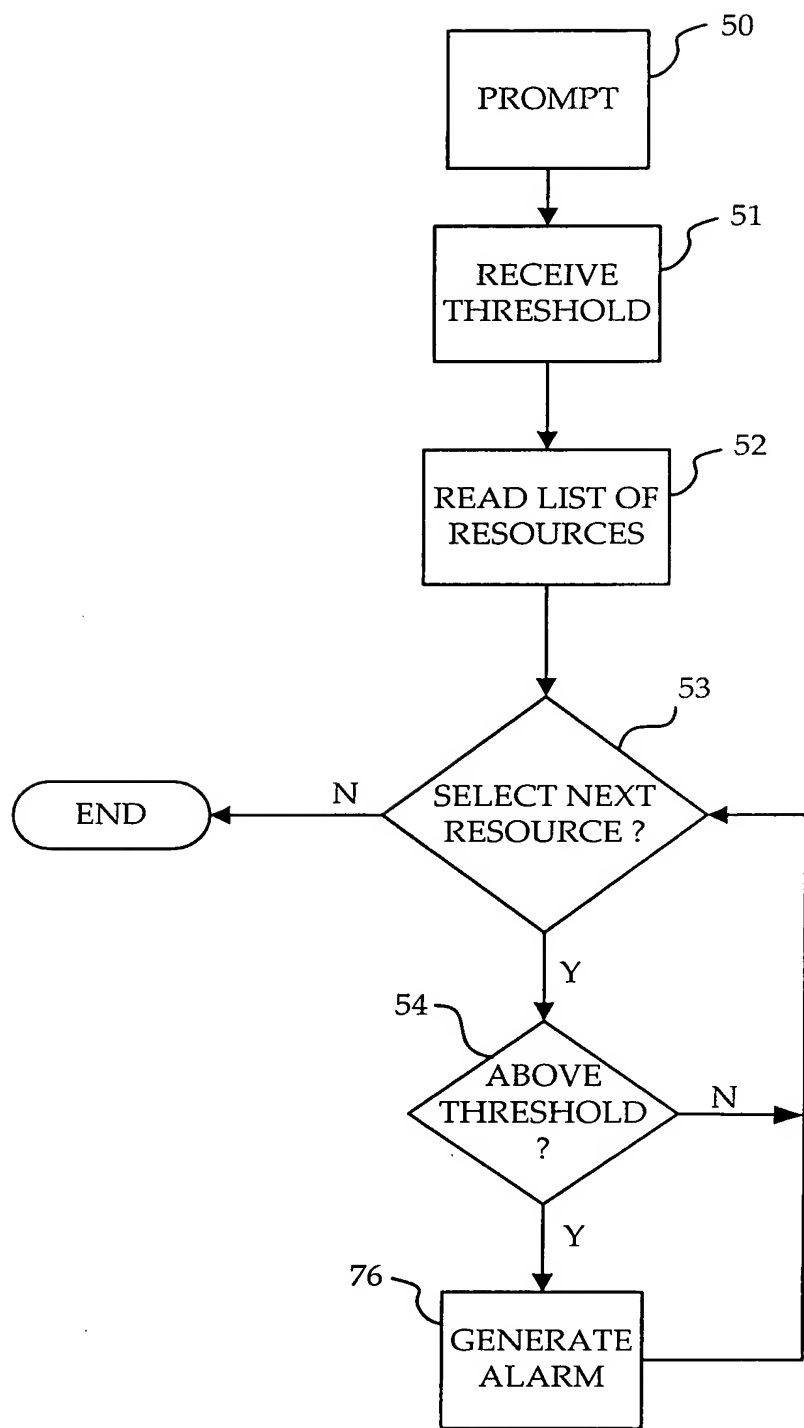 50
PROMPT
51
RECEIVE
THRESHOLD
52
READ LIST OF
RESOURCES
53
SELECT NEXT
RESOURCE ?
N
END
Y
54
ABOVE
THRESHOLD
?
N
Y
76
GENERATE
ALARM